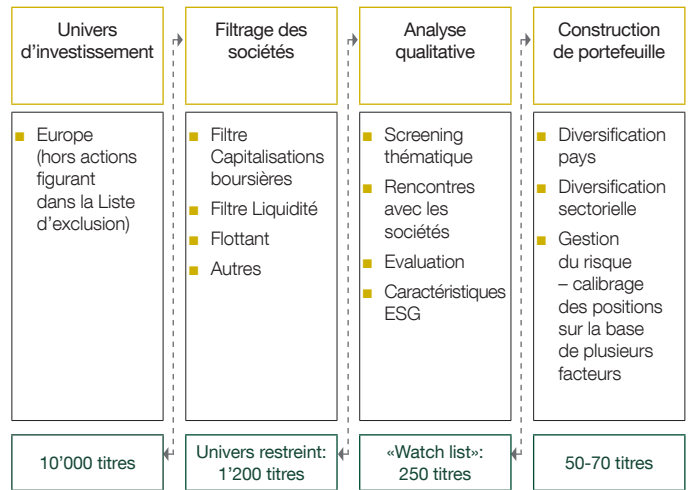 Univers
d’investissement
Filtrage des
sociétés
Analyse
qualitative
Construction
de portefeuille
Europe
(hors actions
figurant
dans la Liste
d’exclusion)
Filtre
Capitalisations
boursières
Filtre Liquidité
Flottant
Autres
Screening
thématique
Rencontres
avec les
sociétés
Evaluation
Caractéristiques
ESG
Diversification
pays
Diversification
sectorielle
Gestion
du risque
– calibrage
des positions
sur la base
de plusieurs
facteurs
10’000 titres
Univers restreint:
1’200 titres
«Watch list»:
250 titres
50-70 titres